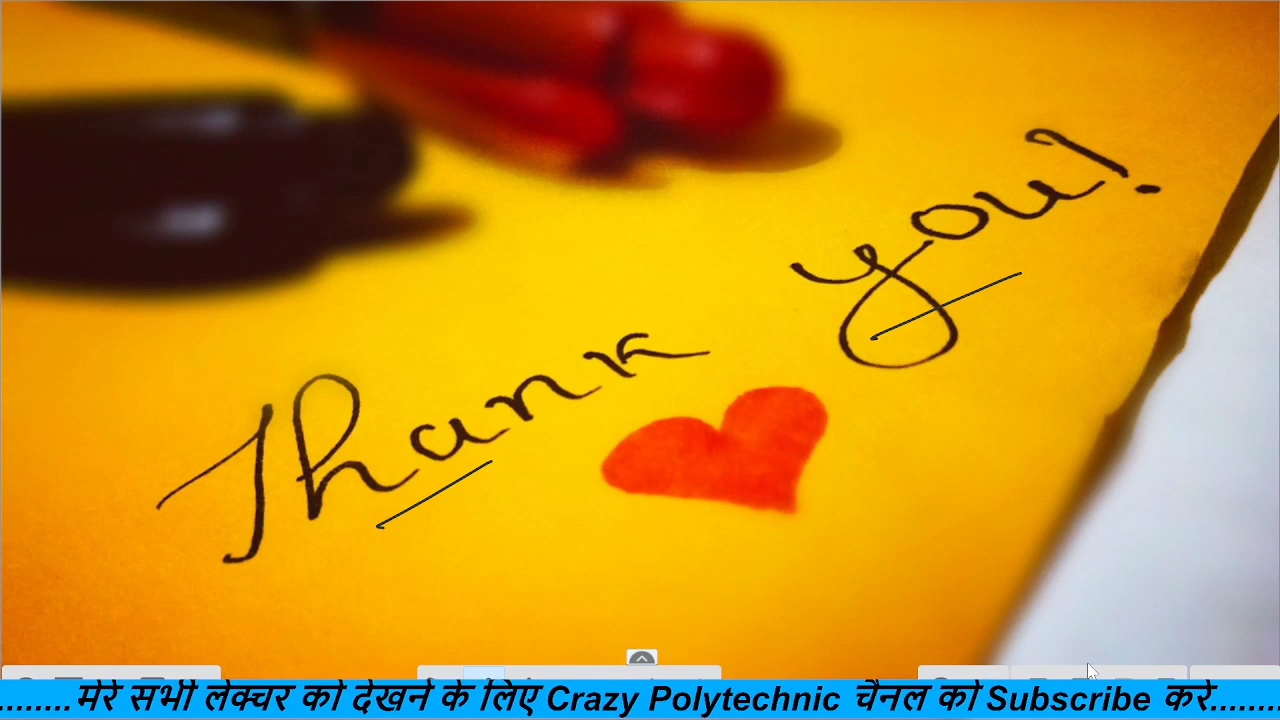 Thank you!
........मेरे सभी लेक्चर को देखने के लिए Crazy Polytechnic चैनल को Subscribe करे........